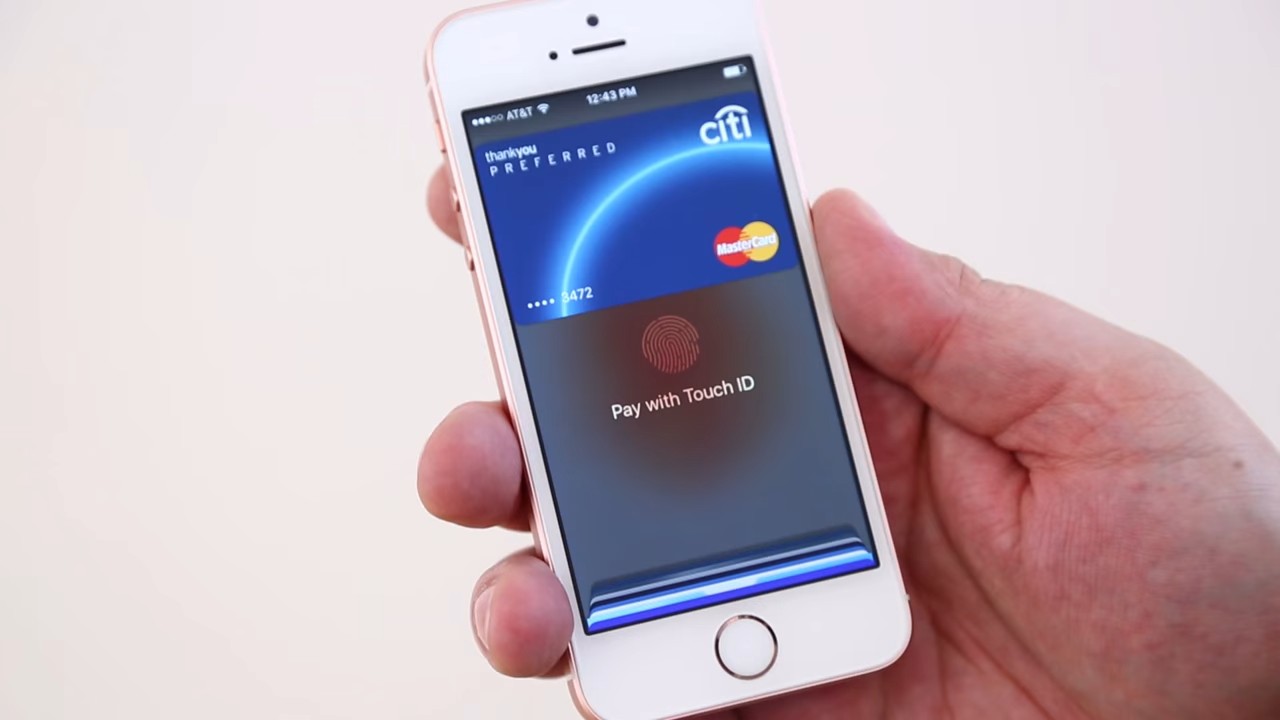 ●●●○○ AT&T 12:43 PM
thankyou
PREFERRED
citi
MasterCard
•••• 3472
Pay with Touch ID